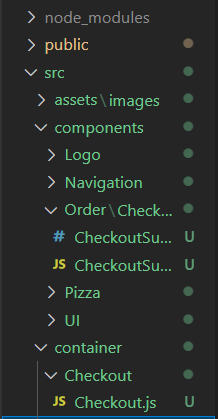 node_modules
public
src
assets\images
components
Logo
Navigation
Order\Check...
# CheckoutSu... U
JS CheckoutSu... U
Pizza
UI
container
Checkout
JS Checkout.js U